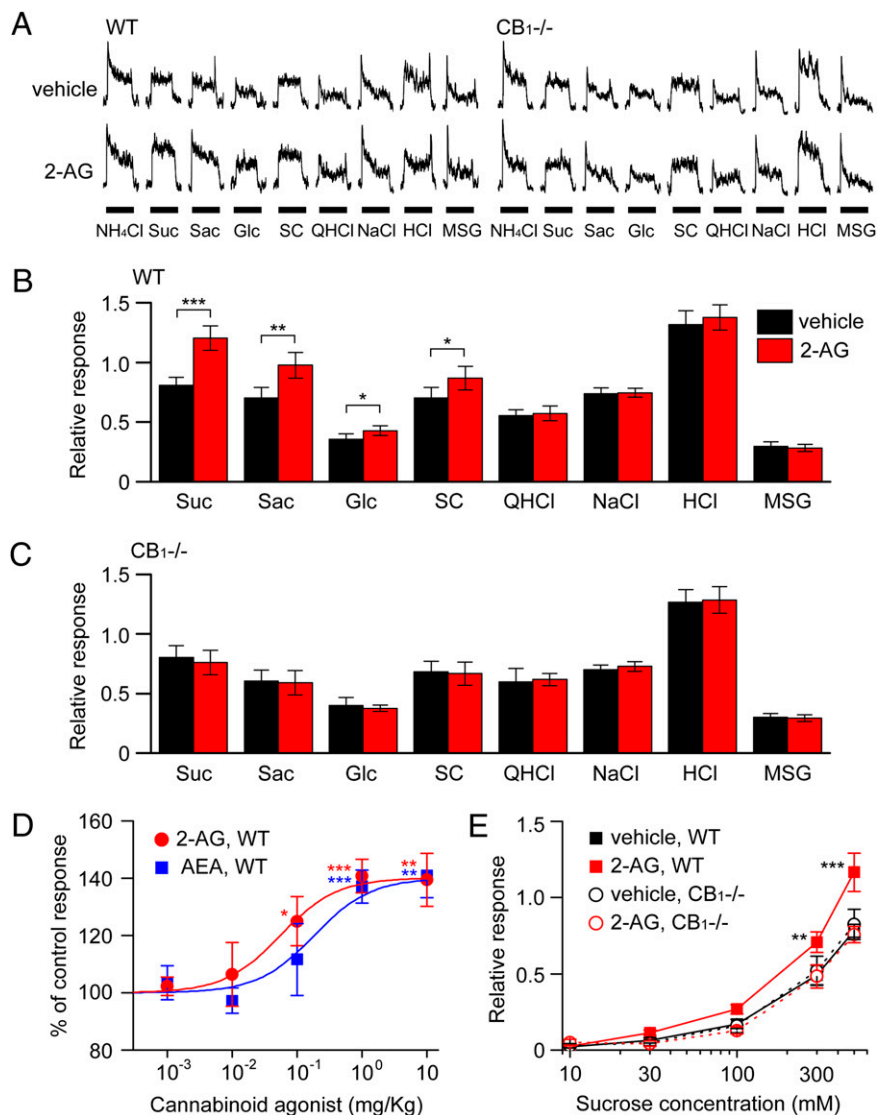 A
WT
CB1-/-
vehicle
2-AG
NH4Cl Suc Sac Glc SC QHCl NaCl HCl MSG NH4Cl Suc Sac Glc SC QHCl NaCl HCl MSG
B
WT
Relative response
1.5
1.0
0.5
0
***
**
*
*
vehicle
2-AG
Suc Sac Glc SC QHCl NaCl HCl MSG
C
CB1-/-
Relative response
1.5
1.0
0.5
0
Suc Sac Glc SC QHCl NaCl HCl MSG
D
% of control response
160
140
120
100
80
2-AG, WT
AEA, WT
*
***
***
**
**
10-3 10-2 10-1 100 10
Cannabinoid agonist (mg/Kg)
E
Relative response
1.5
1.0
0.5
0
vehicle, WT
2-AG, WT
vehicle, CB1-/-
2-AG, CB1-/-
**
***
10 30 100 300
Sucrose concentration (mM)